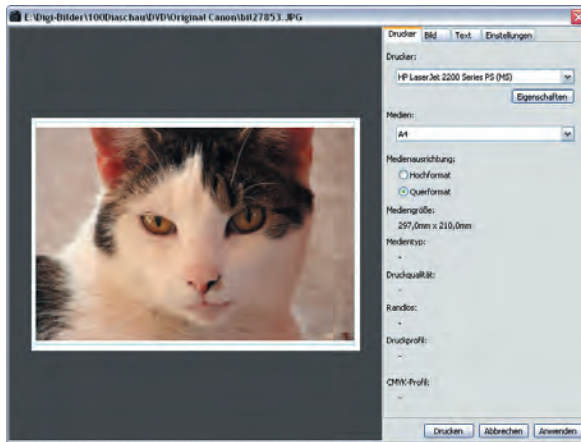 E:\Digi-Bilder\100Diaschau\DVD\Original Canon\bil27853.JPG
Drucker Bild Text Einstellungen
Drucker:
HP LaserJet 2200 Series PS (MS)
Eigenschaften
Medien:
A4
Medienausrichtung:
Hochformat
Querformat
Mediengröße:
297,0mm x 210,0mm
Medientyp:
-
Druckqualität:
-
Randlos:
-
Druckprofil:
-
CMYK-Profil:
-
Drucken Abbrechen Anwenden